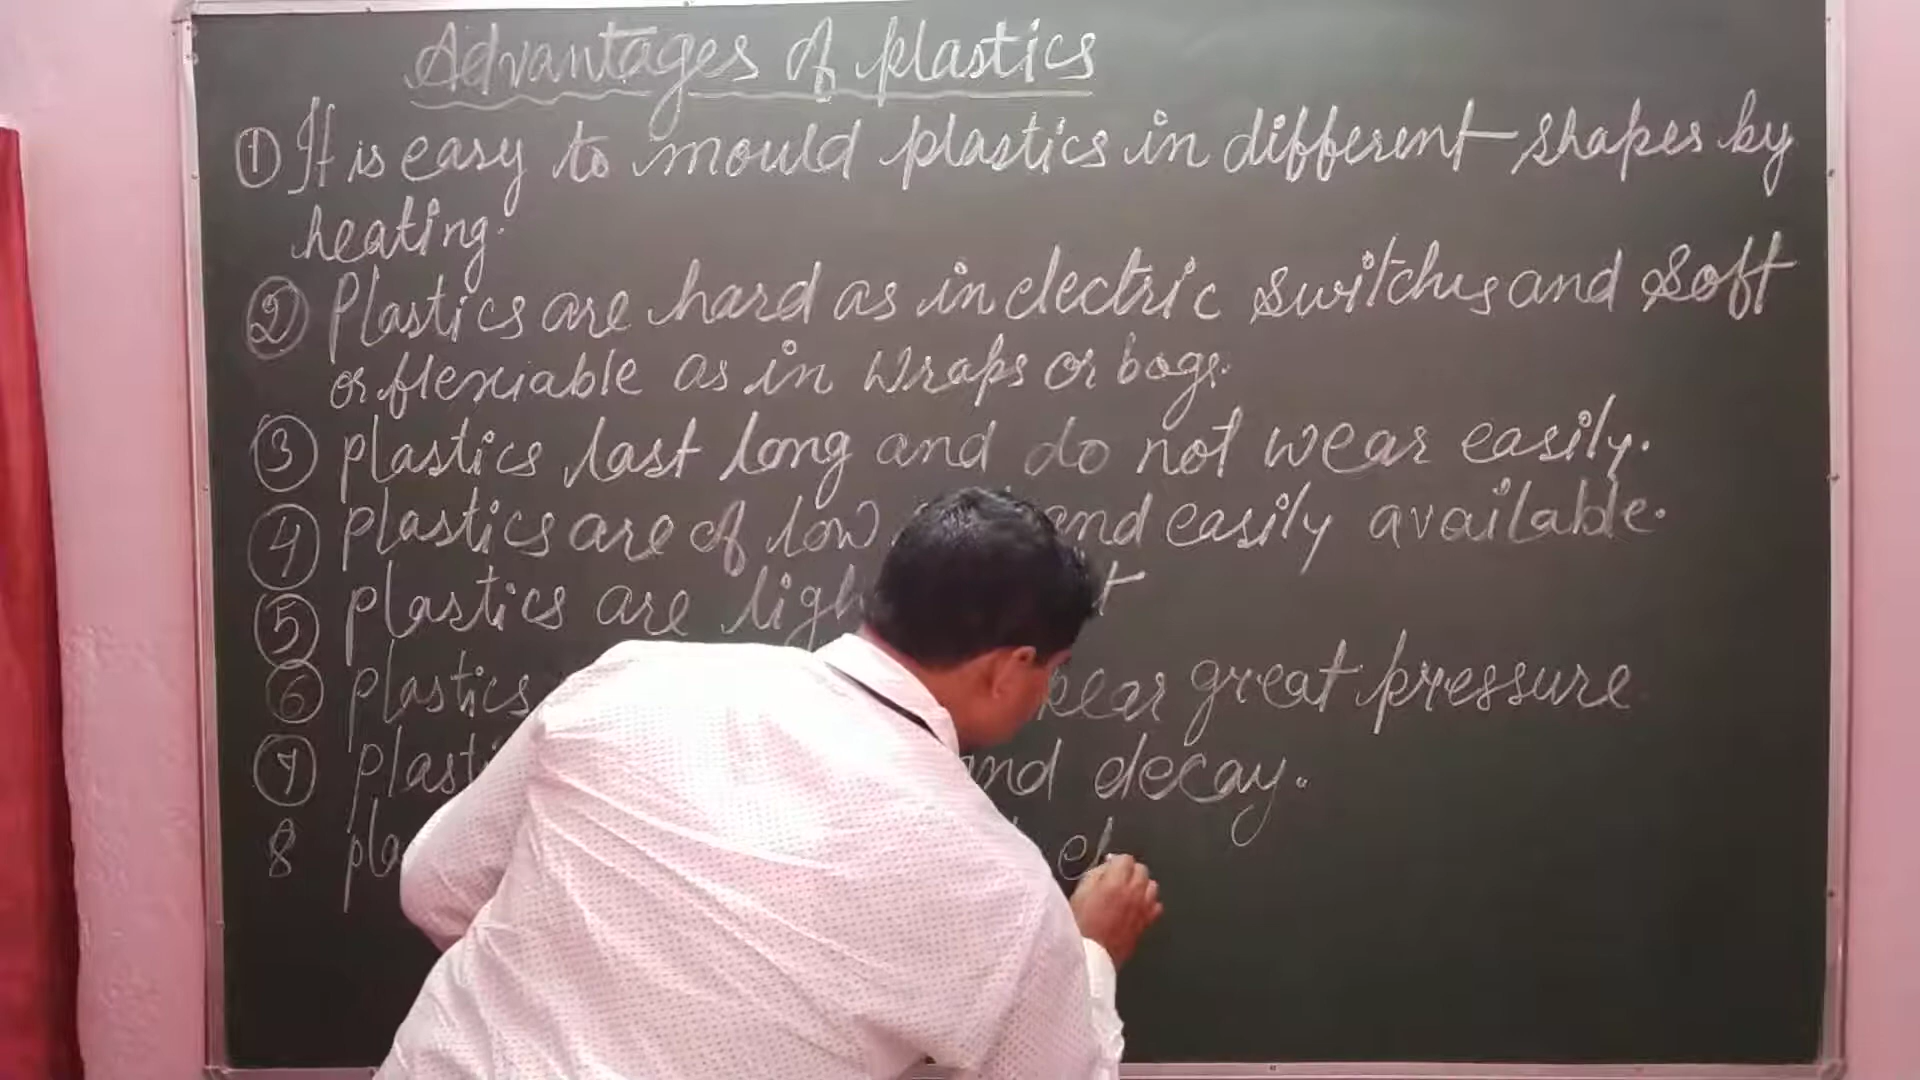 Advantages of plastics
① It is easy to mould plastics in different shapes by
heating.
② Plastics are hard as in electric switches and soft
or flexiable as in wraps or bags.
③ plastics last long and do not wear easily.
④ plastics are of low and easily available.
⑤ plastics are
⑥ plastics bear great pressure
⑦ and decay.
8